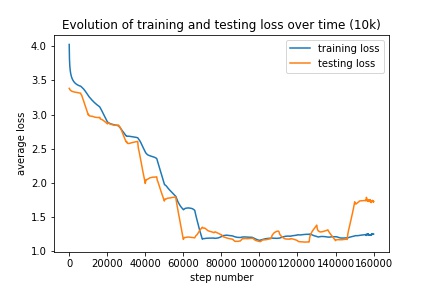 Evolution of training and testing loss over time (10k)
training loss
testing loss
4.0
3.5
3.0
2.5
2.0
1.5
1.0
average loss
0 20000 40000 60000 80000 100000 120000 140000 160000
step number